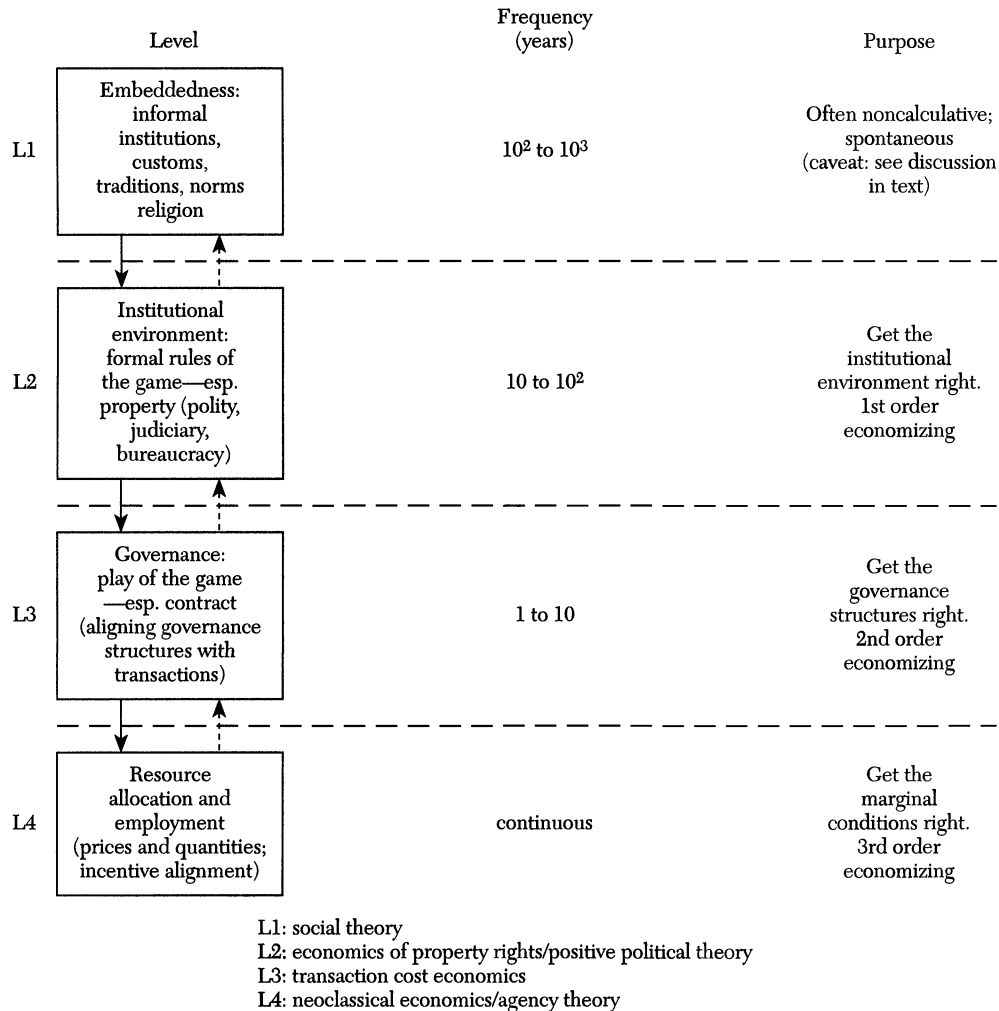 Level
Frequency
(years)
Purpose
L1
Embeddedness:
informal
institutions,
customs,
traditions, norms
religion
10² to 10³
Often noncalculative;
spontaneous
(caveat: see discussion
in text)
L2
Institutional
environment:
formal rules of
the game—esp.
property (polity,
judiciary,
bureaucracy)
10 to 10²
Get the
institutional
environment right.
1st order
economizing
L3
Governance:
play of the game
—esp. contract
(aligning governance
structures with
transactions)
1 to 10
Get the
governance
structures right.
2nd order
economizing
L4
Resource
allocation and
employment
(prices and quantities;
incentive alignment)
continuous
Get the
marginal
conditions right.
3rd order
economizing
L1: social theory
L2: economics of property rights/positive political theory
L3: transaction cost economics
L4: neoclassical economics/agency theory